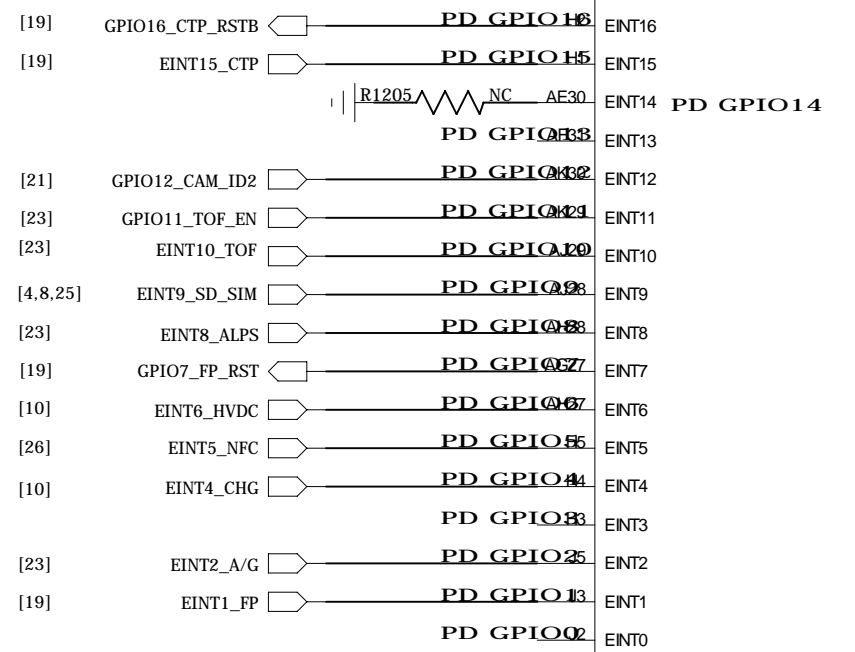 [19] GPIO16_CTP_RSTB PD GPIO16 EINT16
[19] EINT15_CTP PD GPIO15 EINT15
R1205 NC AE30 EINT14 PD GPIO14
PD GPIO13 EINT13
[21] GPIO12_CAM_ID2 PD GPIO12 EINT12
[23] GPIO11_TOF_EN PD GPIO11 EINT11
[23] EINT10_TOF PD GPIO10 EINT10
[4,8,25] EINT9_SD_SIM PD GPIO9 EINT9
[23] EINT8_ALPS PD GPIO8 EINT8
[19] GPIO7_FP_RST PD GPIO7 EINT7
[10] EINT6_HVDC PD GPIO6 EINT6
[26] EINT5_NFC PD GPIO5 EINT5
[10] EINT4_CHG PD GPIO4 EINT4
PD GPIO3 EINT3
[23] EINT2_A/G PD GPIO2 EINT2
[19] EINT1_FP PD GPIO1 EINT1
PD GPIO0 EINT0